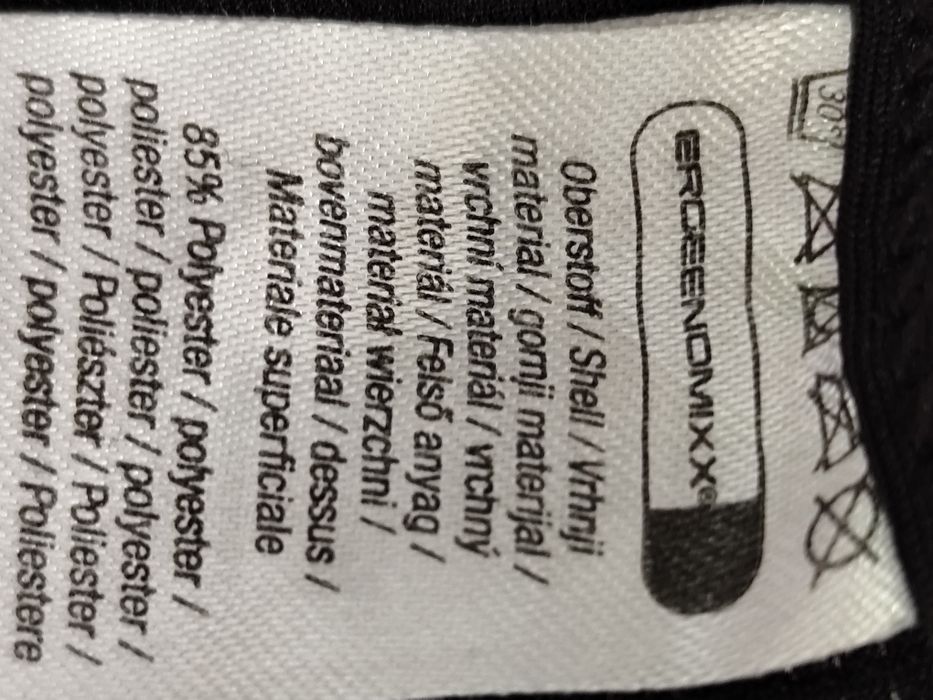 30°
ERGEENOMIXX®
Oberstoff / Shell / Vrhnji
material / gornji materijal /
vrchní materiál / vrchný
materiál / Felső anyag /
materiał wierzchni /
bovenmateriaal / dessus /
Materiale superficiale
85% Polyester / polyester /
poliester / poliester / polyester /
polyester / Poliészter / Poliester /
polyester / polyester / Poliestere